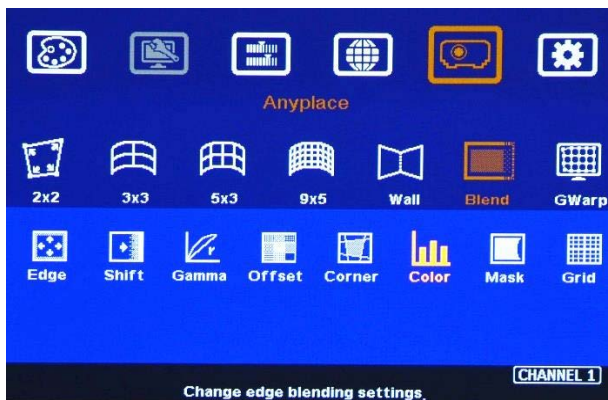 Anyplace
2x2 3x3 5x3 9x5 Wall Blend GWarp
Edge Shift Gamma Offset Corner Color Mask Grid
CHANNEL 1
Change edge blending settings